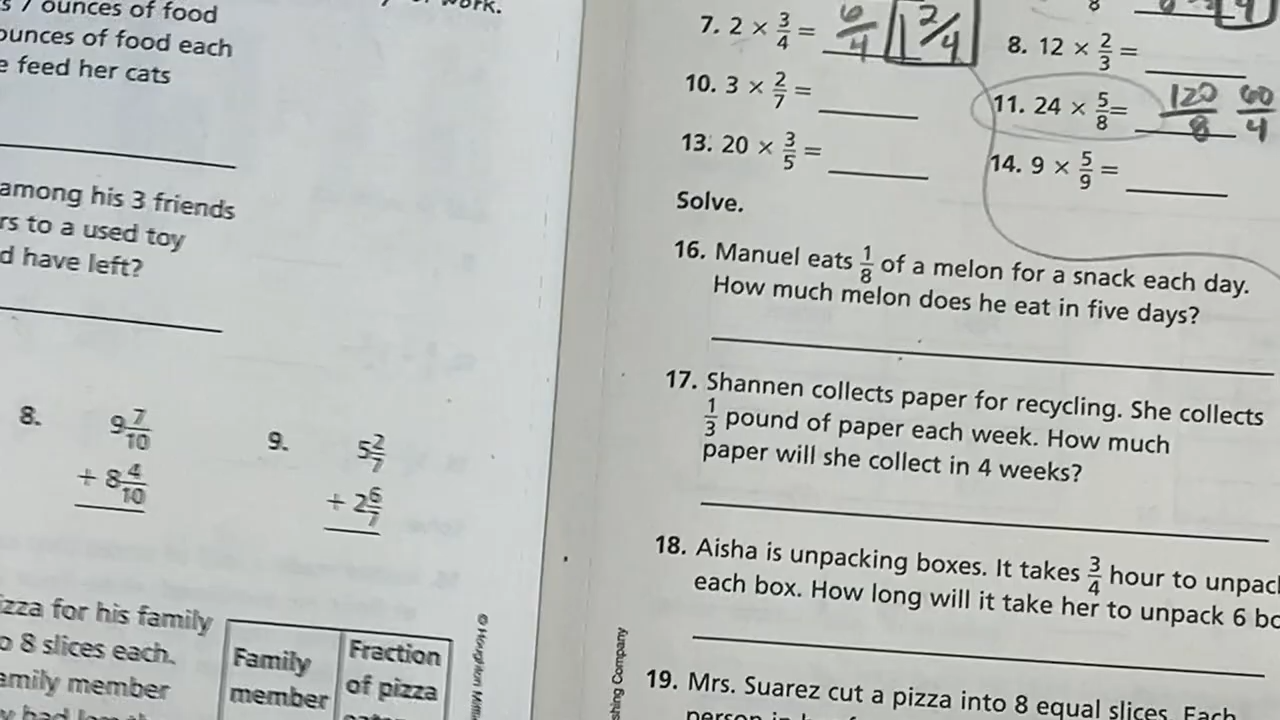 7 ounces of food
ounces of food each
feed her cats
among his 3 friends
to a used toy
have left?
8. 9 7/10
+ 8 4/10
9. 5 2/7
+ 2 6/7
for his family
8 slices each.
member
Family member
Fraction of pizza
work.
7. 2 × 3/4 = 6/4 1 2/4
8. 12 × 2/3 =
10. 3 × 2/7 =
11. 24 × 5/8 = 120/8 60/4
13. 20 × 3/5 =
14. 9 × 5/9 =
Solve.
16. Manuel eats 1/8 of a melon for a snack each day.
How much melon does he eat in five days?
17. Shannen collects paper for recycling. She collects
1/3 pound of paper each week. How much
paper will she collect in 4 weeks?
18. Aisha is unpacking boxes. It takes 3/4 hour to
each box. How long will it take her to unpack 6
19. Mrs. Suarez cut a pizza into 8 equal slices. Each
person
Company
© Houghton